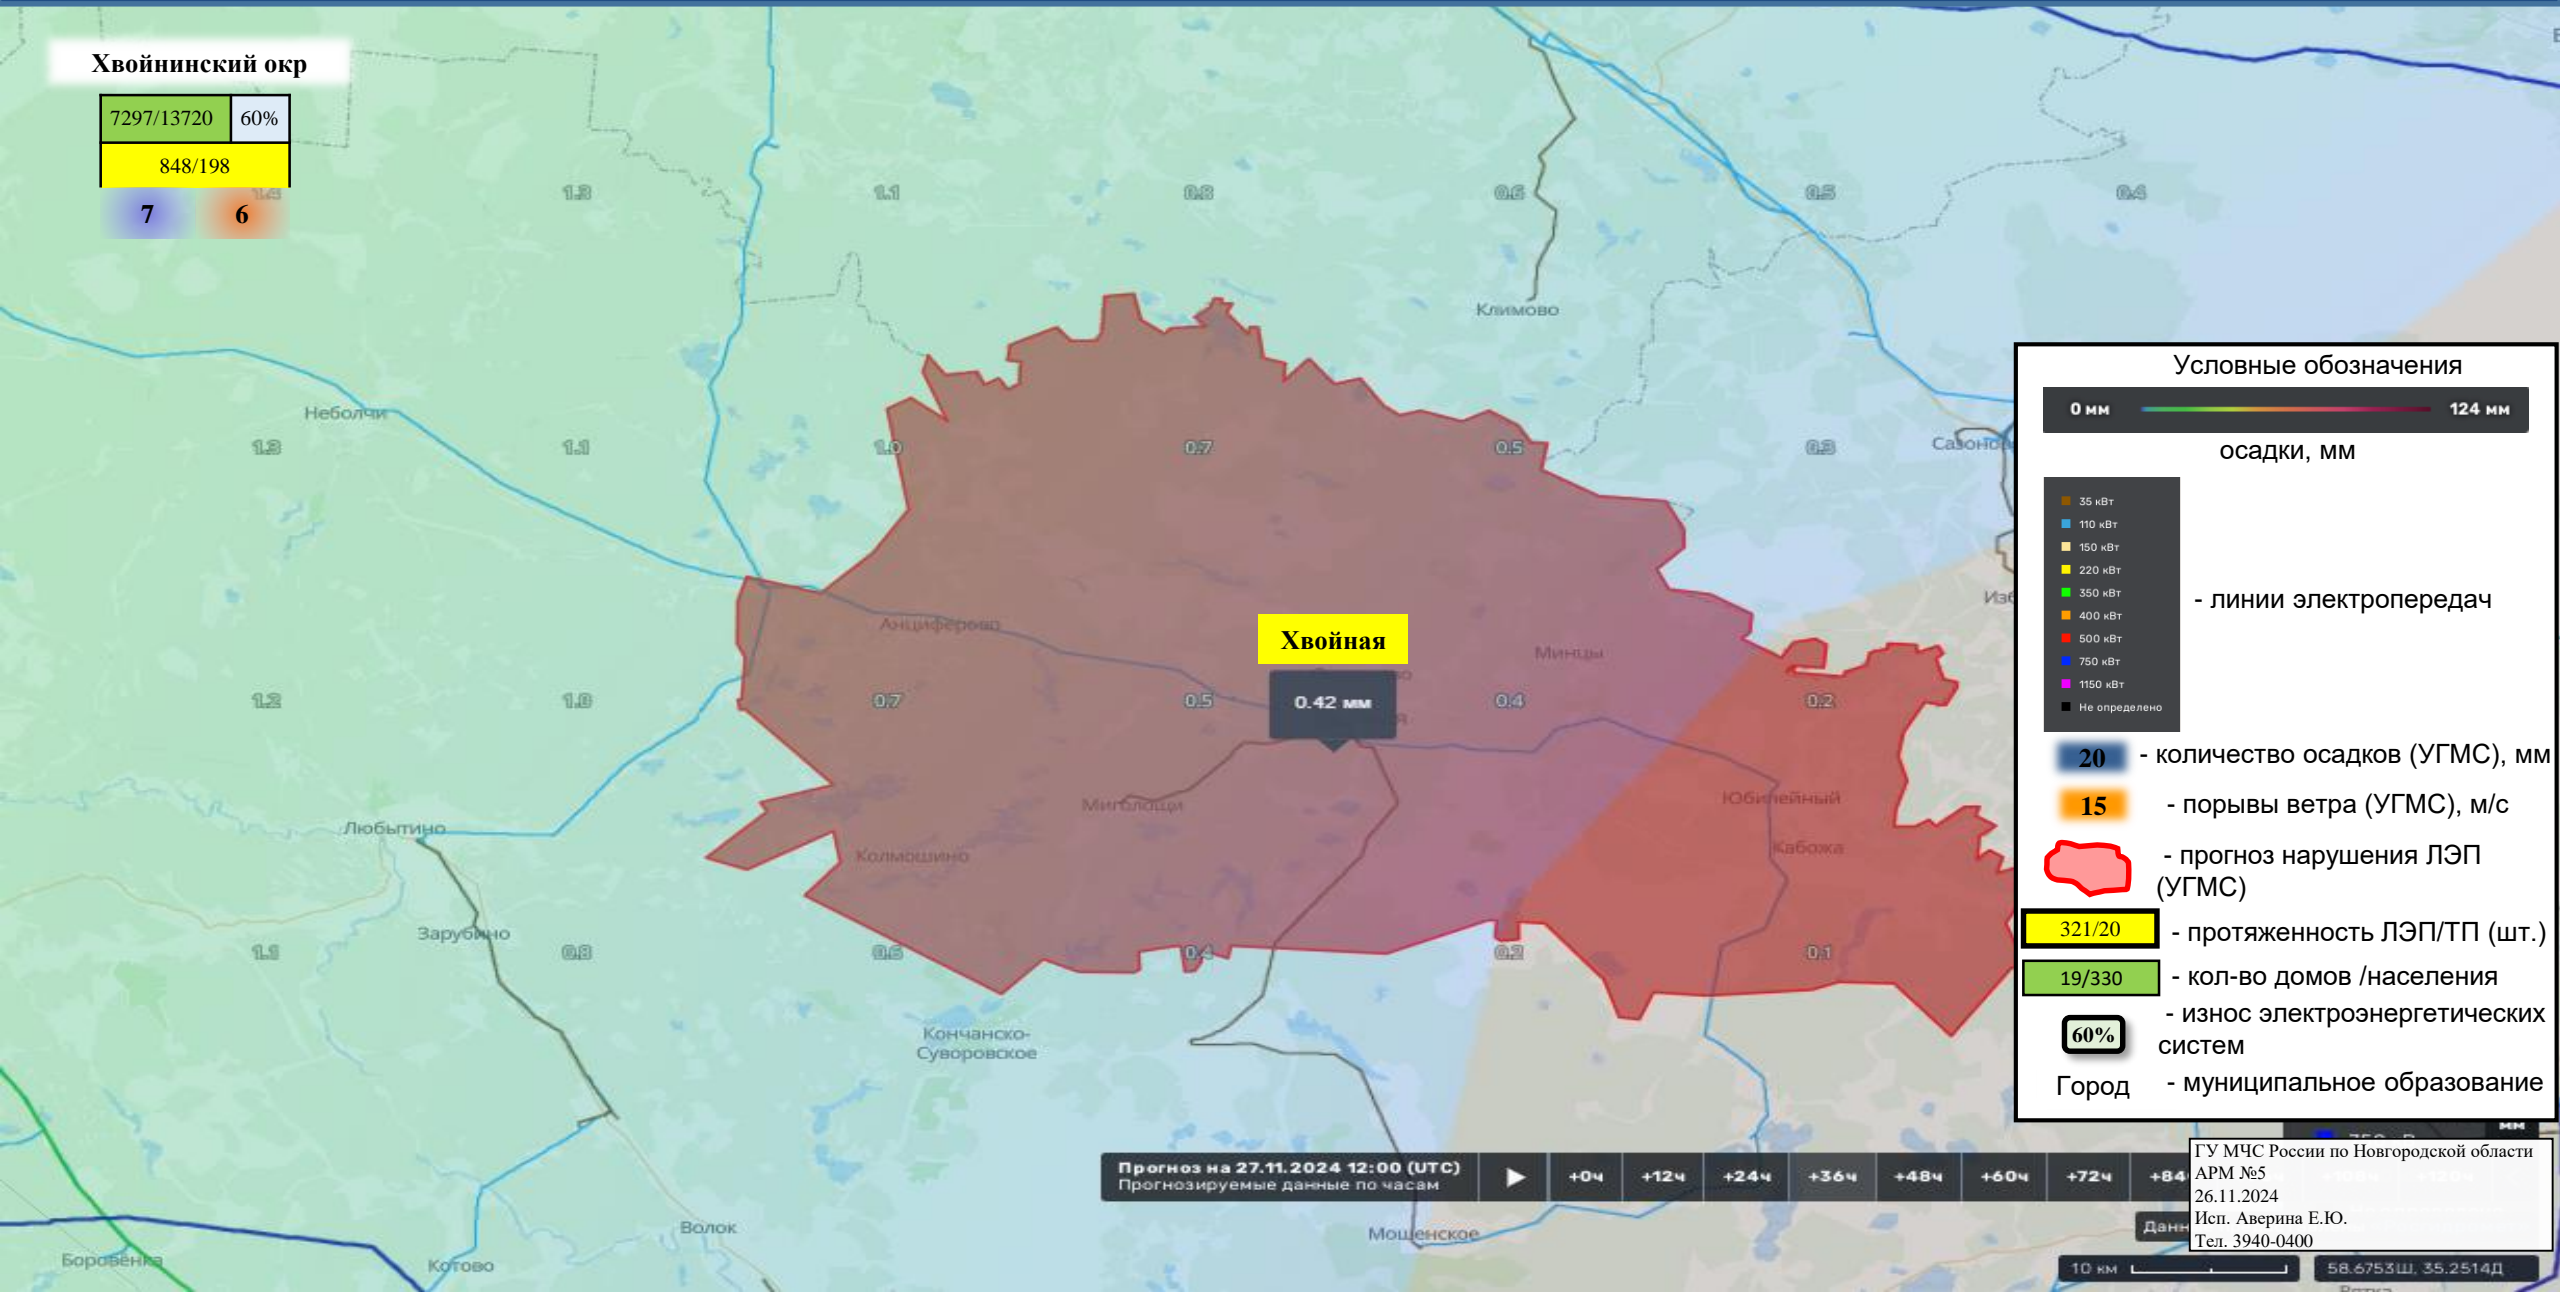 Хвойнинский окр
7297/13720 60%
848/198
7 6
1.3 1.1 0.8 0.6 0.5 0.4
Климово
Условные обозначения
0 мм 124 мм
осадки, мм
Неболчи
1.3 1.1 1.0 0.7 0.5 0.3
35 кВт
110 кВт
150 кВт
220 кВт
350 кВт
400 кВт
500 кВт
750 кВт
1150 кВт
Не определено
- линии электропередач
Анциферово
Хвойная
Минцы
0.42 мм
1.2 1.0 0.7 0.5 0.4 0.2
20 - количество осадков (УГМС), мм
15 - порывы ветра (УГМС), м/с
- прогноз нарушения ЛЭП
(УГМС)
321/20 - протяженность ЛЭП/ТП (шт.)
19/330 - кол-во домов /населения
60% - износ электроэнергетических
систем
Город - муниципальное образование
Миголощи
Юбилейный
Любытино
Колмошино
Кабожа
Зарубино
1.1 0.8 0.6 0.4 0.2 0.1
Кончанско-
Суворовское
Прогноз на 27.11.2024 12:00 (UTC)
Прогнозируемые данные по часам
+0ч +12ч +24ч +36ч +48ч +60ч +72ч +84
ГУ МЧС России по Новгородской области
АРМ №5
26.11.2024
Исп. Аверина Е.Ю.
Тел. 3940-0400
Волок
Мошенское
Боровёнка
Котово
10 км
58.6753Ш, 35.2514Д